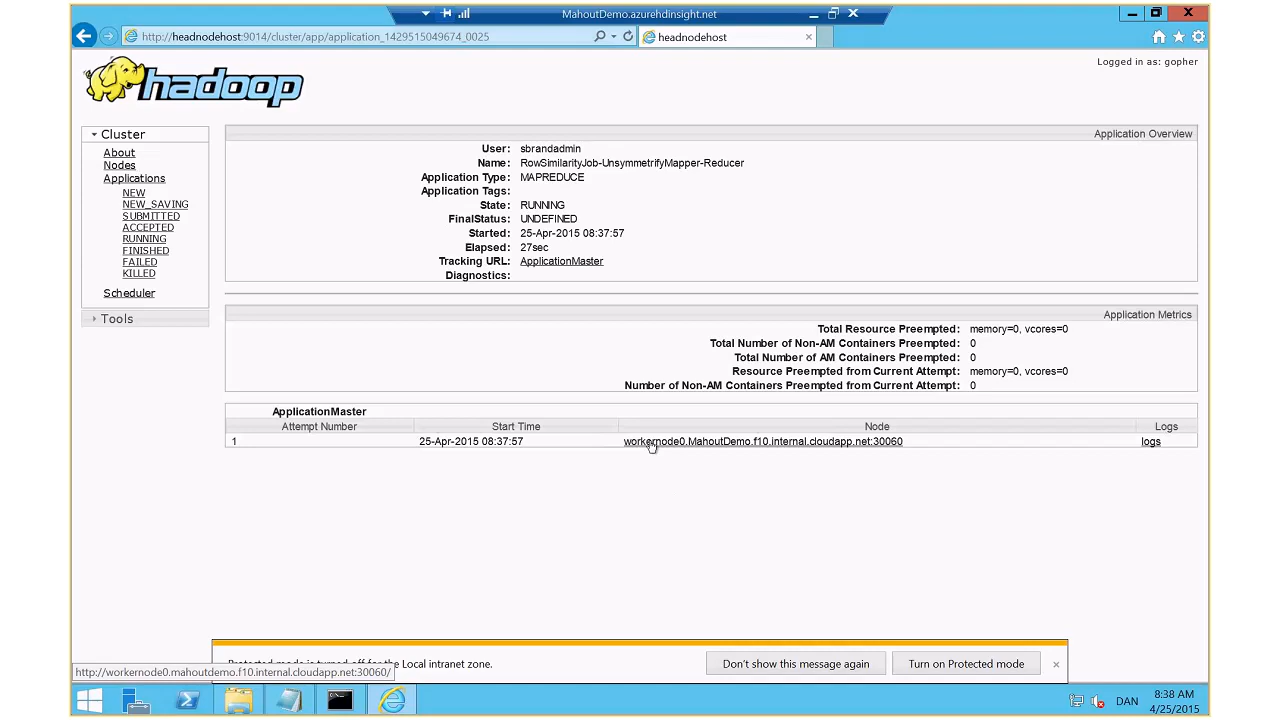 MahoutDemo.azurehdinsight.net
http://headnodehost:9014/cluster/app/application_1429515049674_0025
headnodehost
Logged in as: gopher
hadoop
Cluster
About
Nodes
Applications
NEW
NEW_SAVING
SUBMITTED
ACCEPTED
RUNNING
FINISHED
FAILED
KILLED
Scheduler
Tools
Application Overview
User: sbrandadmin
Name: RowSimilarityJob-UnsymmetrifyMapper-Reducer
Application Type: MAPREDUCE
Application Tags:
State: RUNNING
FinalStatus: UNDEFINED
Started: 25-Apr-2015 08:37:57
Elapsed: 27sec
Tracking URL: ApplicationMaster
Diagnostics:
Application Metrics
Total Resource Preempted: memory=0, vcores=0
Total Number of Non-AM Containers Preempted: 0
Total Number of AM Containers Preempted: 0
Resource Preempted from Current Attempt: memory=0, vcores=0
Number of Non-AM Containers Preempted from Current Attempt: 0
ApplicationMaster
Attempt Number Start Time Node Logs
1 25-Apr-2015 08:37:57 workernode0.MahoutDemo.f10.internal.cloudapp.net:30060 logs
Protected mode is turned off for the Local intranet zone. Don't show this message again Turn on Protected mode
http://workernode0.mahoutdemo.f10.internal.cloudapp.net:30060/
DAN
8:38 AM
4/25/2015